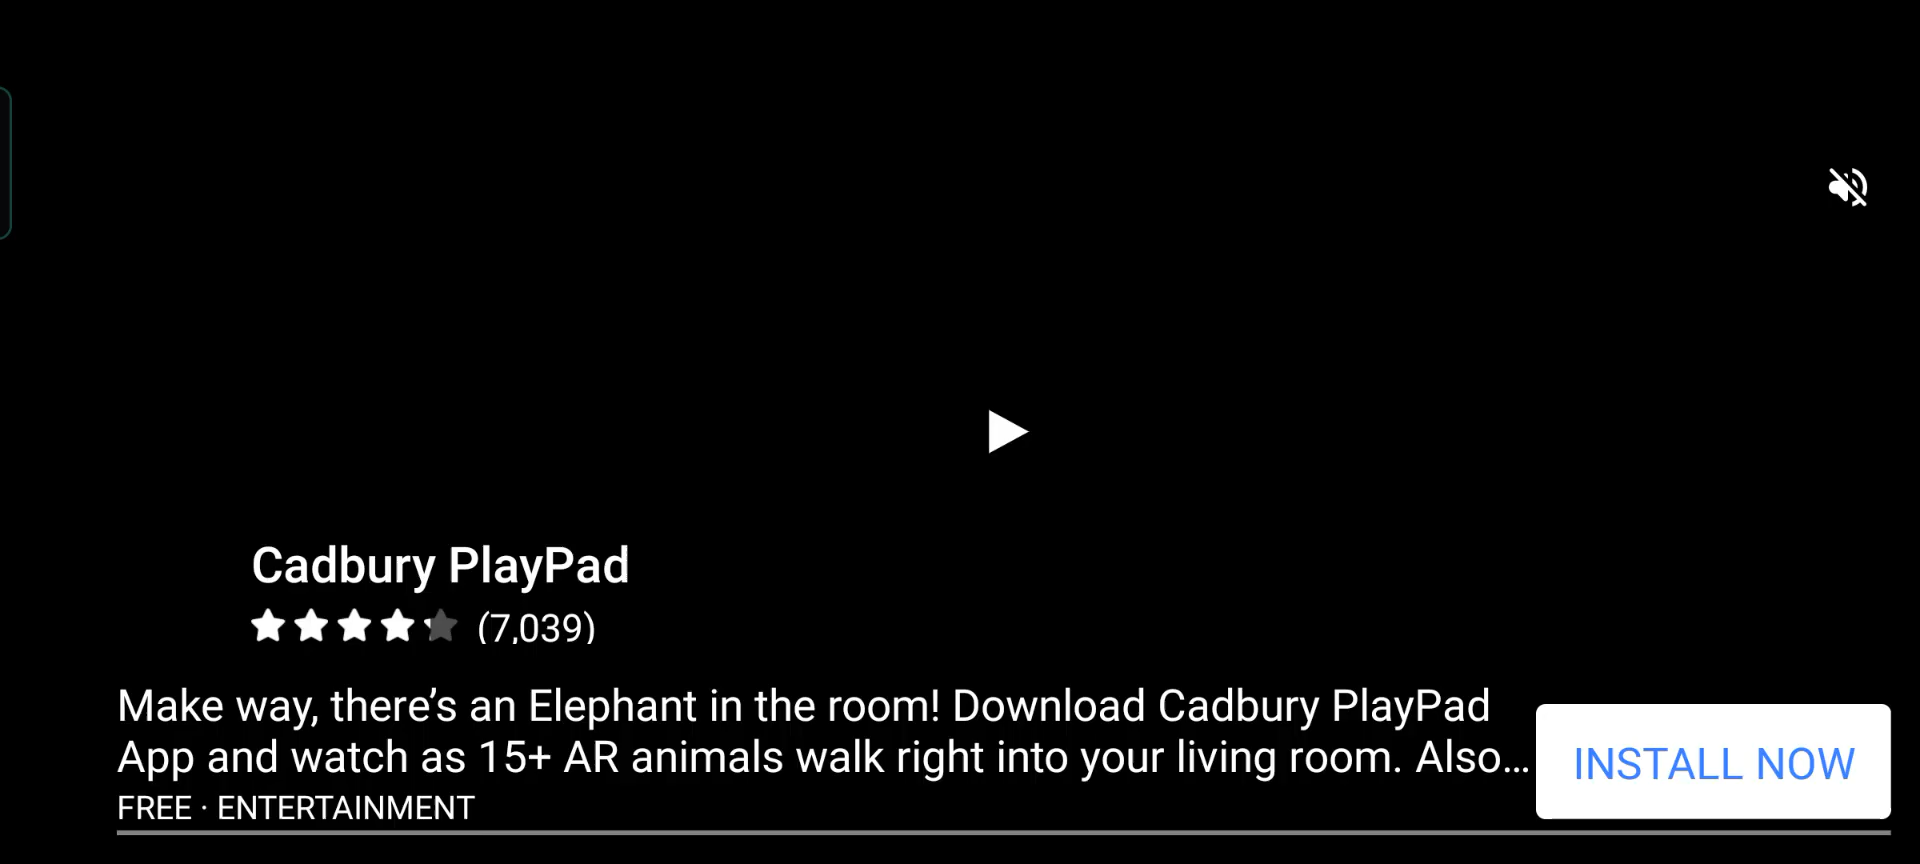 Cadbury PlayPad
(7,039)
Make way, there’s an Elephant in the room! Download Cadbury PlayPad
App and watch as 15+ AR animals walk right into your living room. Also...
FREE · ENTERTAINMENT
INSTALL NOW